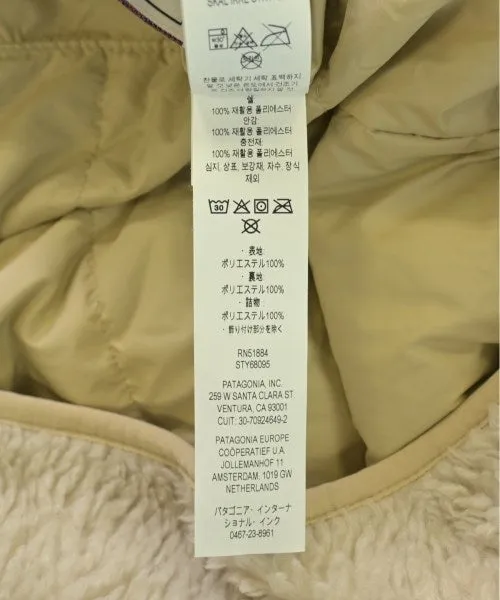 찬물로 세탁기 세탁 표백하지
셀
100% 재활용 폴리에스터
안감
100% 재활용 폴리에스터
충전재
100% 재활용 폴리에스터
심지, 상표, 보강재, 자수, 장식
제외
30
· 表地:
ポリエステル100%
· 裏地:
ポリエステル100%
· 詰物:
ポリエステル100%
· 飾り付け部分を除く
RN51884
STY68095
PATAGONIA, INC.
259 W SANTA CLARA ST.
VENTURA, CA 93001
CUIT: 30-70924649-2
PATAGONIA EUROPE
COÖPERATIEF U.A.
JOLLEMANHOF 11
AMSTERDAM, 1019 GW
NETHERLANDS
パタゴニア・インターナ
ショナル・インク
0467-23-8961